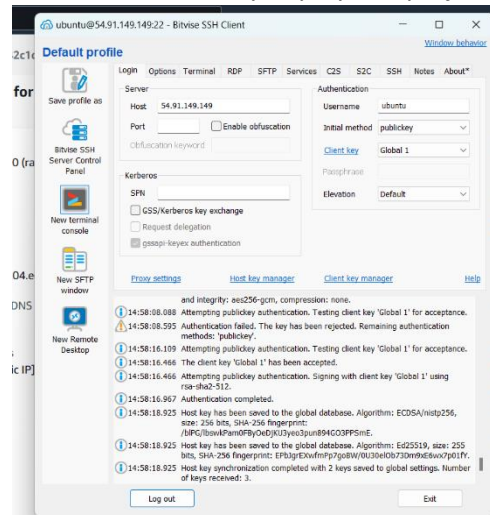 ubuntu@54.91.149.149:22 - Bitvise SSH Client
Default profile
Window behavior
Login Options Terminal RDP SFTP Services C2S S2C SSH Notes About*
Save profile as
Bitvise SSH
Server Control
Panel
New terminal
console
New SFTP
window
New Remote
Desktop
Server
Host 54.91.149.149
Port Enable obfuscation
Obfuscation keyword
Kerberos
SPN
GSS/Kerberos key exchange
Request delegation
gssapi-keyex authentication
Authentication
Username ubuntu
Initial method publickey
Client key Global 1
Passphrase
Elevation Default
Proxy settings Host key manager Client key manager Help
and integrity: aes256-gcm, compression: none.
14:58:08.088 Attempting publickey authentication. Testing client key 'Global 1' for acceptance.
14:58:08.595 Authentication failed. The key has been rejected. Remaining authentication
methods: 'publickey'.
14:58:16.109 Attempting publickey authentication. Testing client key 'Global 1' for acceptance.
14:58:16.466 The client key 'Global 1' has been accepted.
14:58:16.466 Attempting publickey authentication. Signing with client key 'Global 1' using
rsa-sha2-512.
14:58:16.967 Authentication completed.
14:58:18.925 Host key has been saved to the global database. Algorithm: ECDSA/nistp256,
size: 256 bits, SHA-256 fingerprint:
14:58:18.925 Host key has been saved to the global database. Algorithm: Ed25519, size: 255
bits, SHA-256 fingerprint:
14:58:18.925 Host key synchronization completed with 2 keys saved to global settings. Number
of keys received: 3.
Log out Exit
2c1c
for
0 (ra
04.e
DNS
ic IP]